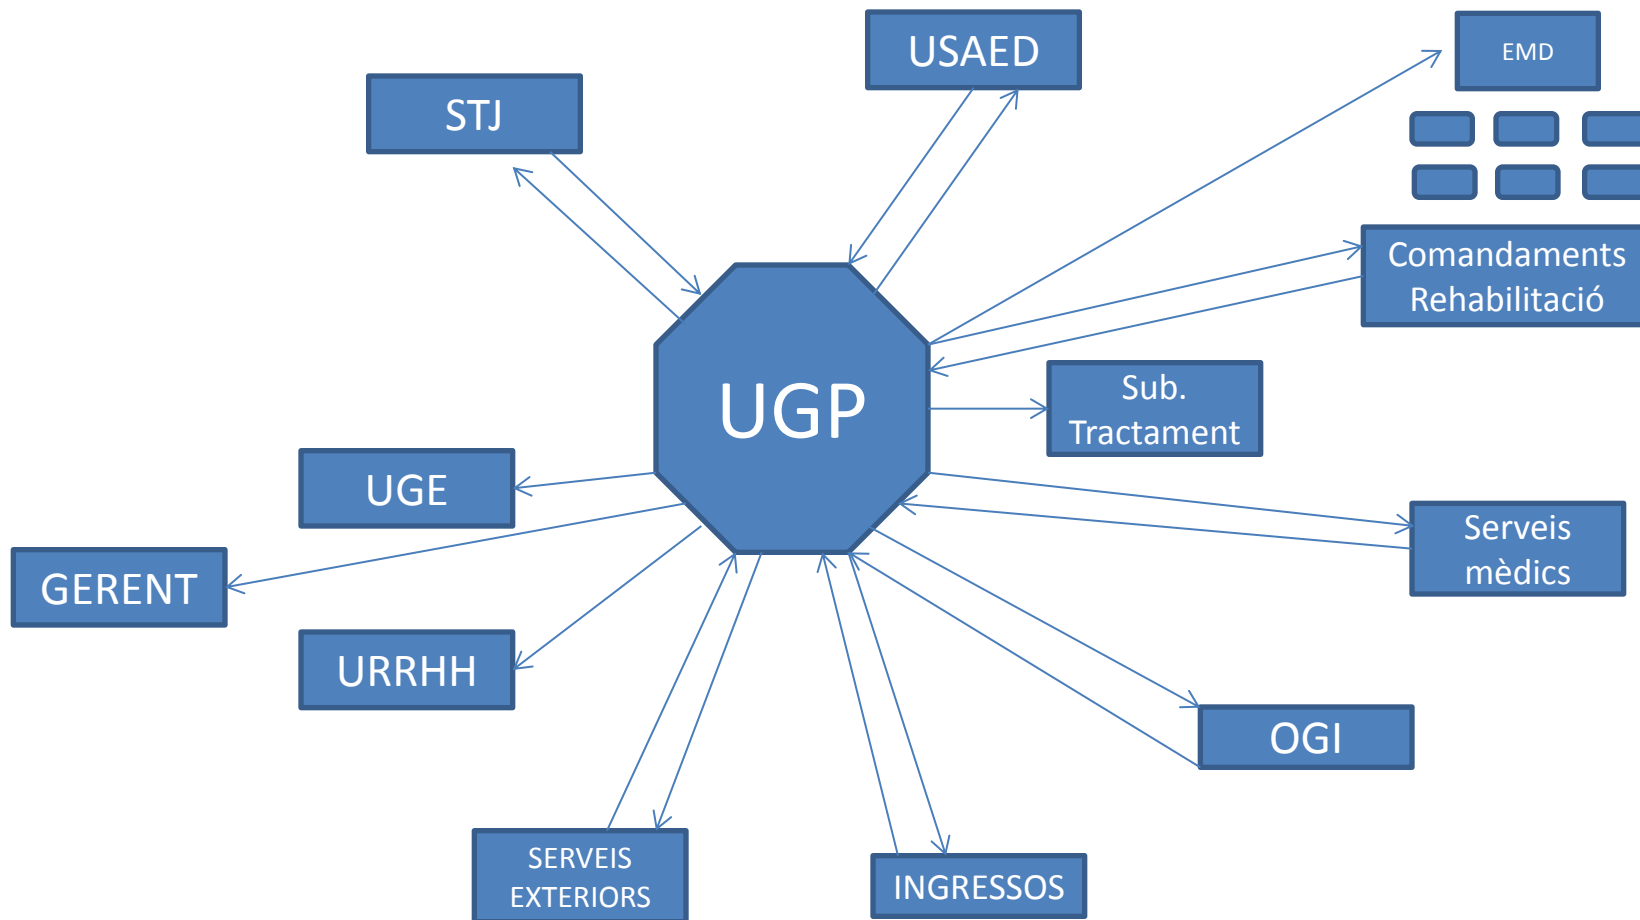 USAED
EMD
STJ
Comandaments
Rehabilitació
UGP
Sub.
Tractament
UGE
Serveis
mèdics
GERENT
URRHH
OGI
SERVEIS
EXTERIORS
INGRESSOS